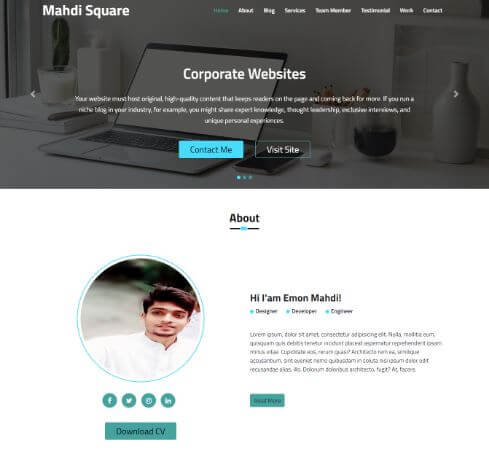 Mahdi Square
Home About Blog Services Team Member Testimonial Work Contact
Corporate Websites
Your website must host original, high-quality content that keeps readers on the page and coming back for more. If you run a
niche blog in your industry, for example, you might share expert knowledge, thought leadership, exclusive interviews, and
unique personal experiences.
Contact Me Visit Site
About
Hi I'am Emon Mahdi!
Designer Developer Engineer
Lorem ipsum, dolor sit amet, consectetur adipisicing elit. Nulla, mollitia eum,
quisquam quis debitis tenetur incidunt placeat aspernatur reprehenderit ipsam
minus vitae. Cupiditate eos, rerum quasi? Architecto rem ea, similique
accusantium, sint eveniet nemo quibusdam in soluta nisi dolore odit
recusandae alias. Ab. Dolorum doloribus architecto, fugit? At, facere.
Read More
Download CV